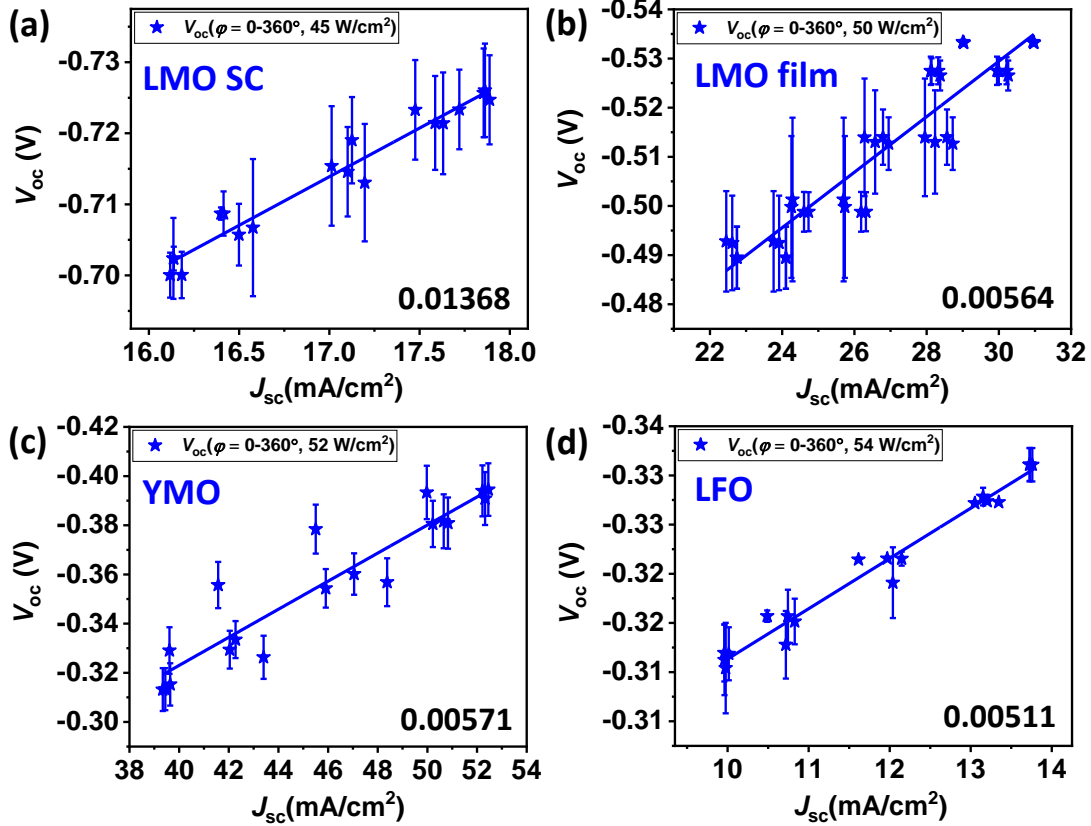 (a)
★ Voc(φ = 0-360°, 45 W/cm²)
LMO SC
-0.73
-0.72
-0.71
-0.70
Voc (V)
0.01368
16.0 16.5 17.0 17.5 18.0
Jsc(mA/cm²)
(b)
★ Voc(φ = 0-360°, 50 W/cm²)
LMO film
-0.54
-0.53
-0.52
-0.51
-0.50
-0.49
-0.48
Voc (V)
0.00564
22 24 26 28 30 32
Jsc(mA/cm²)
(c)
★ Voc(φ = 0-360°, 52 W/cm²)
YMO
-0.42
-0.40
-0.38
-0.36
-0.34
-0.32
-0.30
Voc (V)
0.00571
38 40 42 44 46 48 50 52 54
Jsc(mA/cm²)
(d)
★ Voc(φ = 0-360°, 54 W/cm²)
LFO
-0.34
-0.33
-0.33
-0.32
-0.32
-0.31
-0.31
Voc (V)
0.00511
10 11 12 13 14
Jsc(mA/cm²)